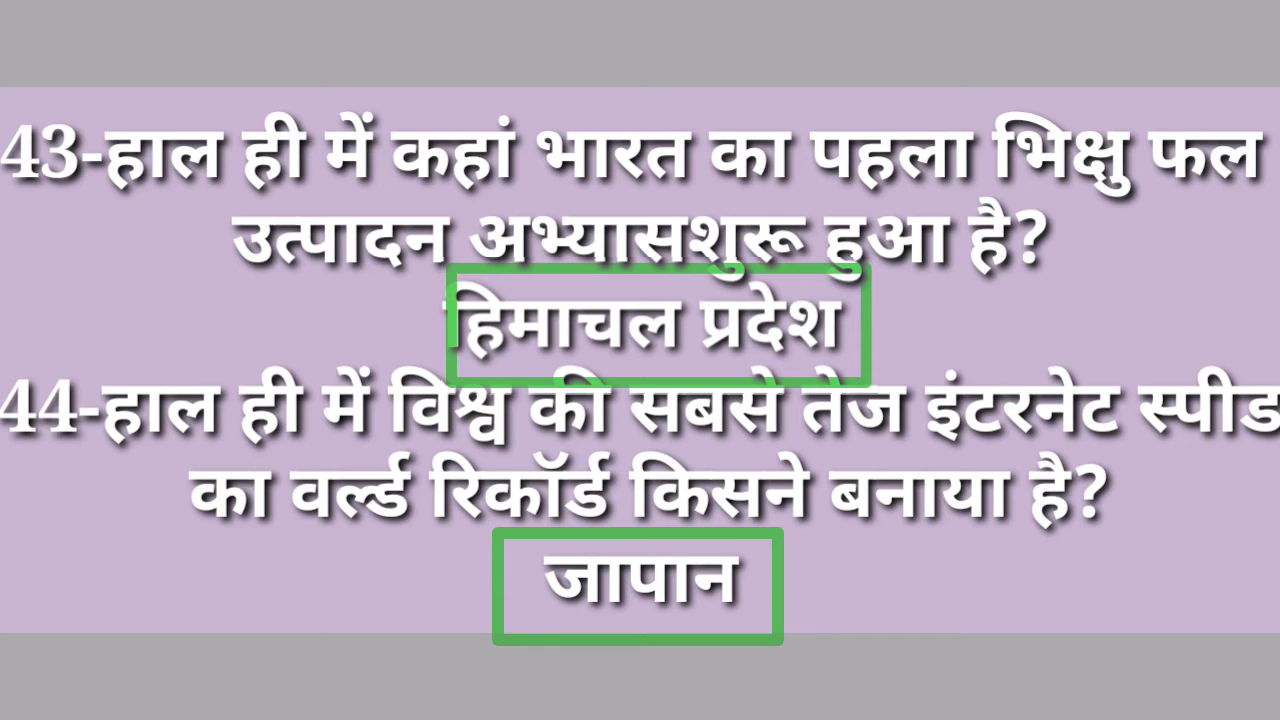 43-हाल ही में कहां भारत का पहला भिक्षु फल
उत्पादन अभ्यासशुरू हुआ है?
हिमाचल प्रदेश
44-हाल ही में विश्व की सबसे तेज इंटरनेट स्पीड
का वर्ल्ड रिकॉर्ड किसने बनाया है?
जापान